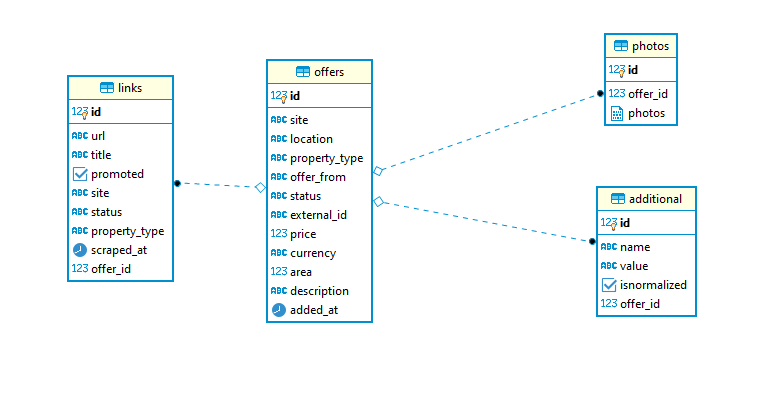 links
123 id
ABC url
ABC title
promoted
ABC site
ABC status
ABC property_type
scraped_at
123 offer_id
offers
123 id
ABC site
ABC location
ABC property_type
ABC offer_from
ABC status
ABC external_id
123 price
ABC currency
123 area
ABC description
added_at
photos
123 id
123 offer_id
photos
additional
123 id
ABC name
ABC value
isnormalized
123 offer_id